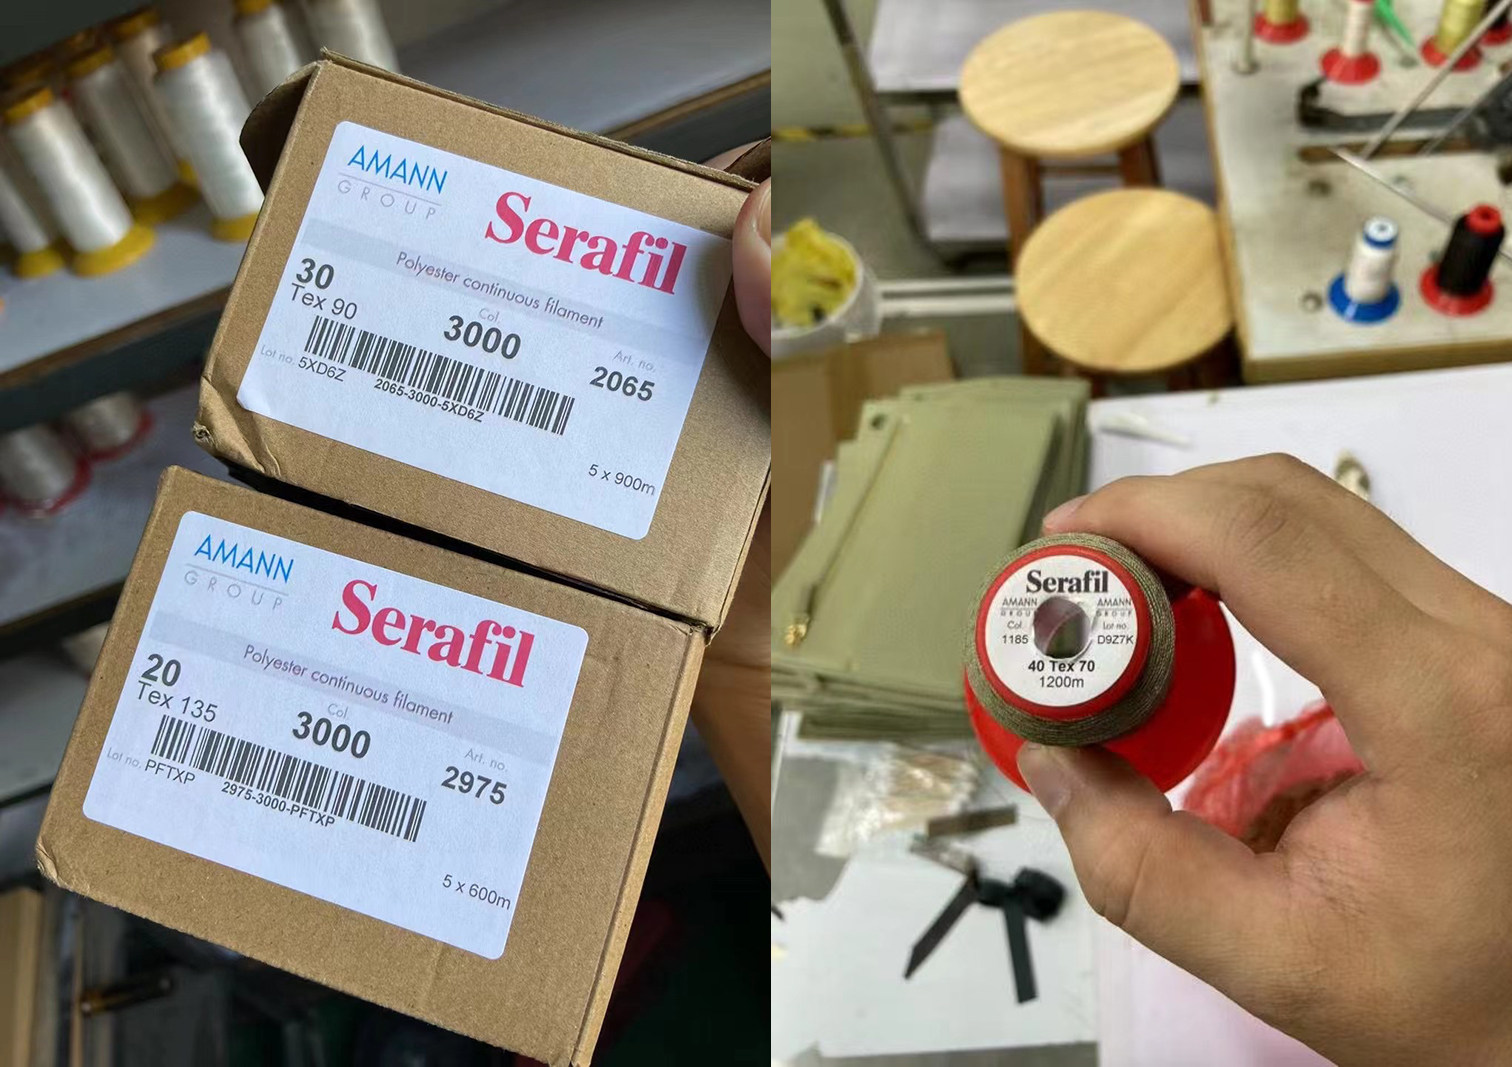 AMANN
GROUP
Serafil
Polyester continuous filament
30
Tex 90
Col.
3000
Art. no.
2065
Lot no. 5XD6Z
2065-3000-5XD6Z
5 x 900m
AMANN
GROUP
Serafil
Polyester continuous filament
20
Tex 135
Col.
3000
Art. no.
2975
Lot no. PFTXP
2975-3000-PFTXP
5 x 600m
Serafil
AMANN
GROUP
AMANN
GROUP
Col.
1185
Lot no.
D9Z7K
40 Tex 70
1200m